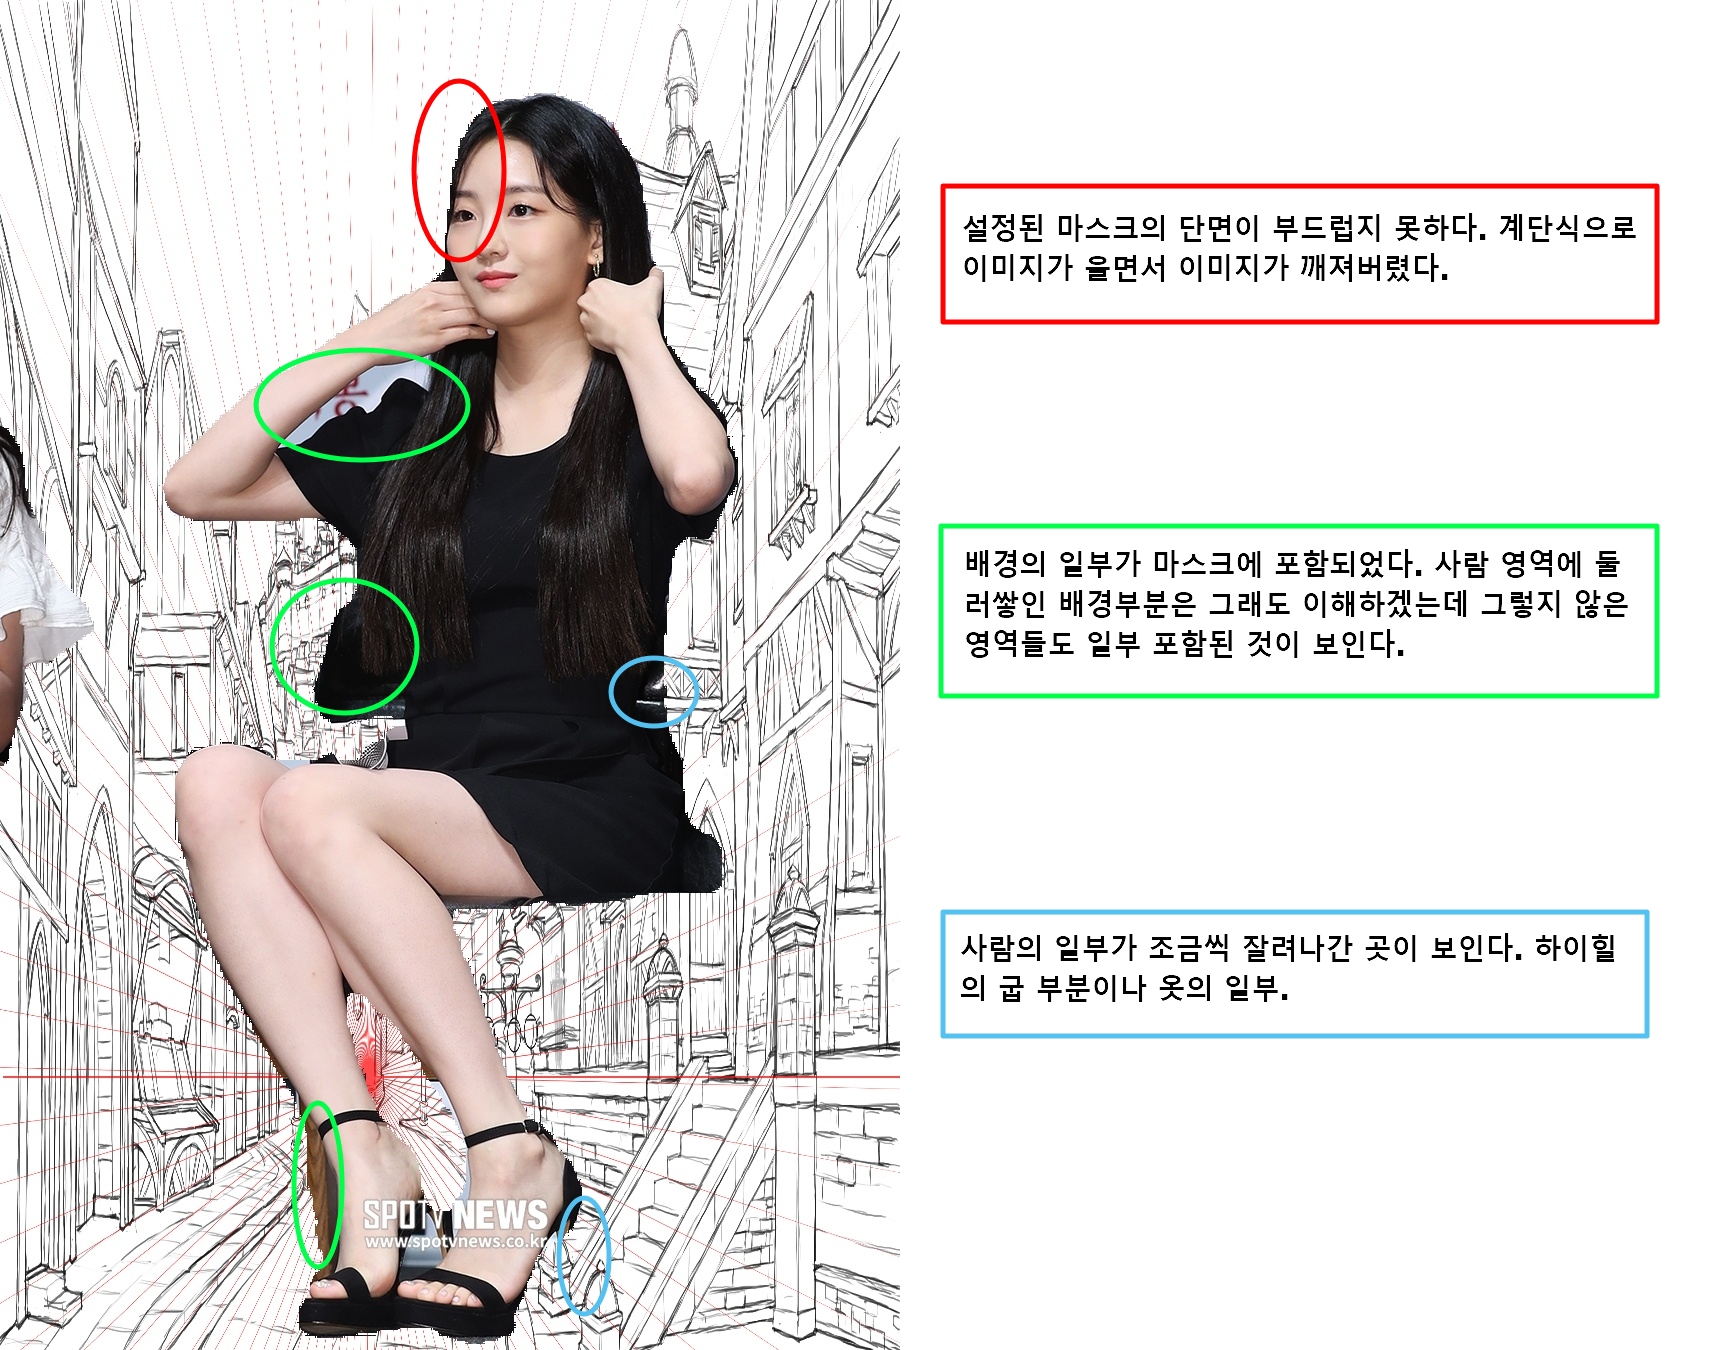 설정된 마스크의 단면이 부드럽지 못하다. 계단식으로
이미지가 울면서 이미지가 깨져버렸다.
배경의 일부가 마스크에 포함되었다. 사람 영역에 둘
러쌓인 배경부분은 그래도 이해하겠는데 그렇지 않은
영역들도 일부 포함된 것이 보인다.
사람의 일부가 조금씩 잘려나간 곳이 보인다. 하이힐
의 굽 부분이나 옷의 일부.
SPOTV NEWS
www.spotvnews.co.kr